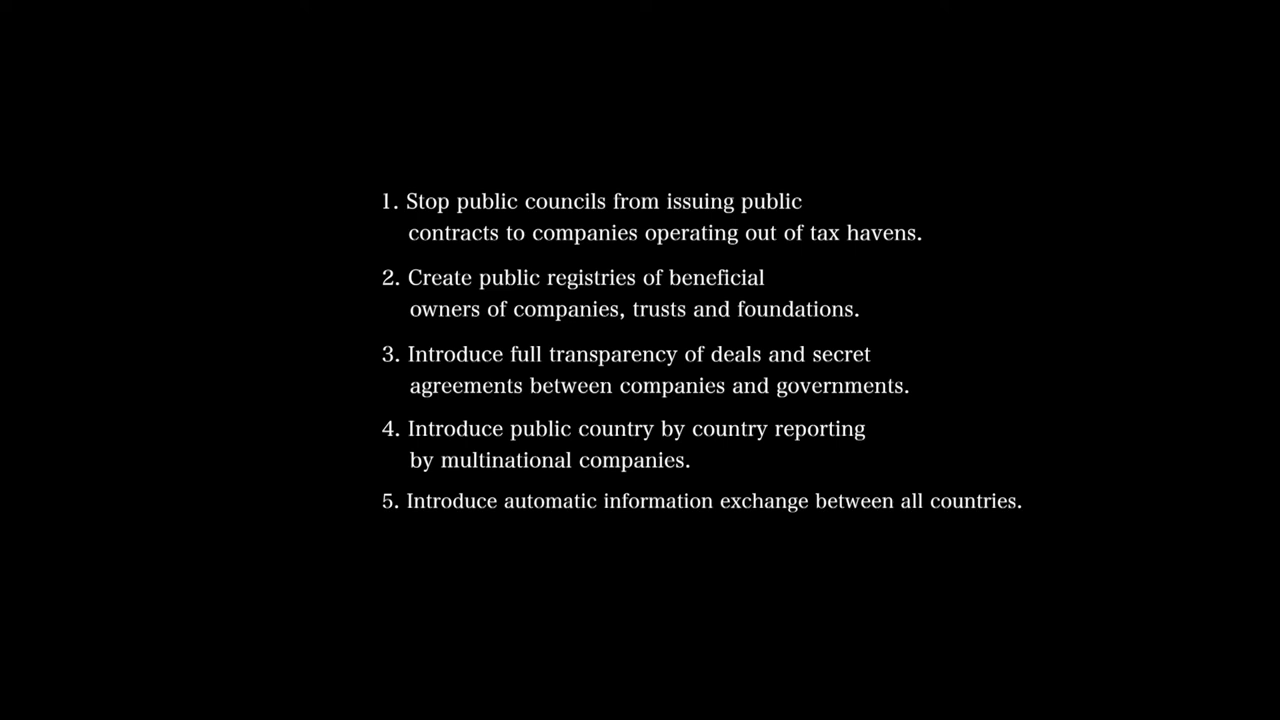 1. Stop public councils from issuing public
contracts to companies operating out of tax havens.
2. Create public registries of beneficial
owners of companies, trusts and foundations.
3. Introduce full transparency of deals and secret
agreements between companies and governments.
4. Introduce public country by country reporting
by multinational companies.
5. Introduce automatic information exchange between all countries.